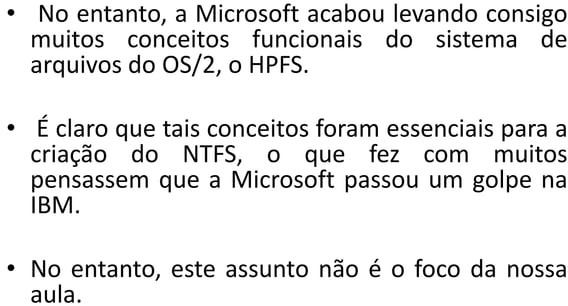 • No entanto, a Microsoft acabou levando consigo
muitos conceitos funcionais do sistema de
arquivos do OS/2, o HPFS.
• É claro que tais conceitos foram essenciais para a
criação do NTFS, o que fez com muitos
pensassem que a Microsoft passou um golpe na
IBM.
• No entanto, este assunto não é o foco da nossa
aula.